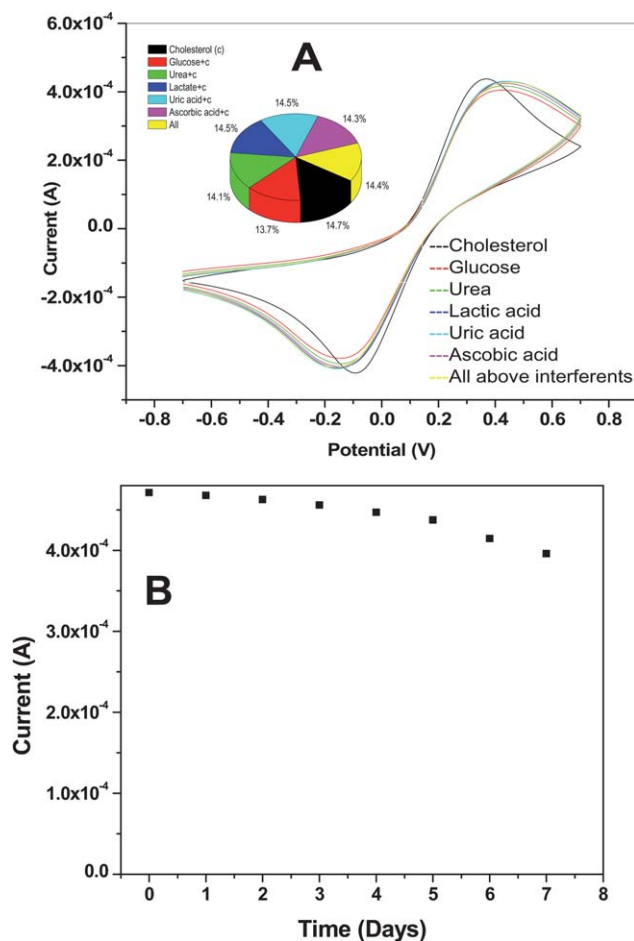 A
Cholesterol (c)
Glucose+c
Urea+c
Lactate+c
Uric acid+c
Ascorbic acid+c
All
14.5%
14.3%
14.5%
14.1%
14.4%
13.7%
14.7%
6.0x10⁻⁴
4.0x10⁻⁴
2.0x10⁻⁴
0.0
-2.0x10⁻⁴
-4.0x10⁻⁴
Current (A)
Cholesterol
Glucose
Urea
Lactic acid
Uric acid
Ascobic acid
All above interferents
-0.8 -0.6 -0.4 -0.2 0.0 0.2 0.4 0.6 0.8
Potential (V)
B
4.0x10⁻⁴
3.0x10⁻⁴
2.0x10⁻⁴
1.0x10⁻⁴
0.0
Current (A)
0 1 2 3 4 5 6 7 8
Time (Days)